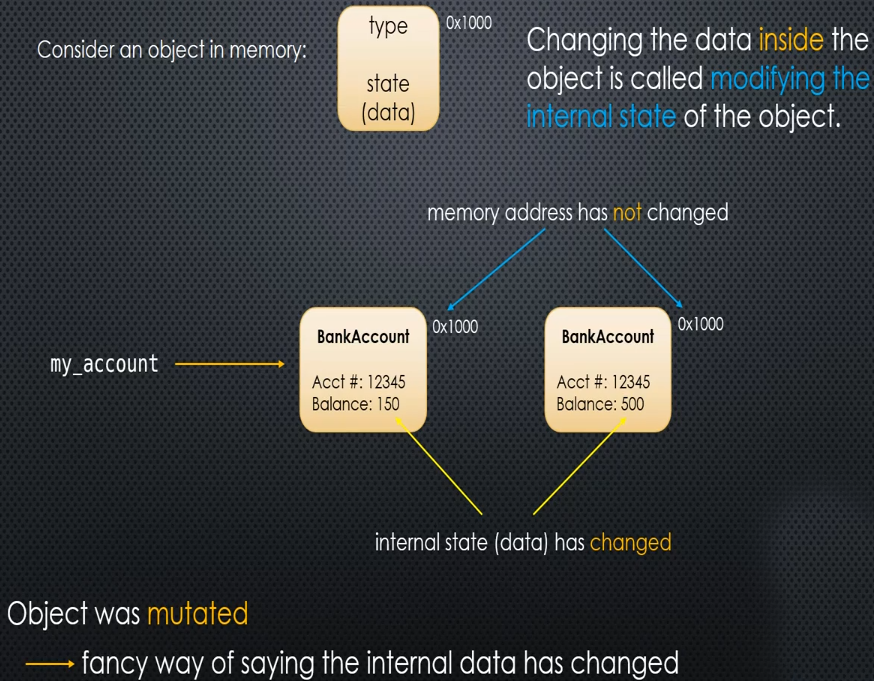 Consider an object in memory:
type
0x1000
state
(data)
Changing the data inside the
object is called modifying the
internal state of the object.
memory address has not changed
my_account
BankAccount
0x1000
Acct #: 12345
Balance: 150
BankAccount
0x1000
Acct #: 12345
Balance: 500
internal state (data) has changed
Object was mutated
fancy way of saying the internal data has changed